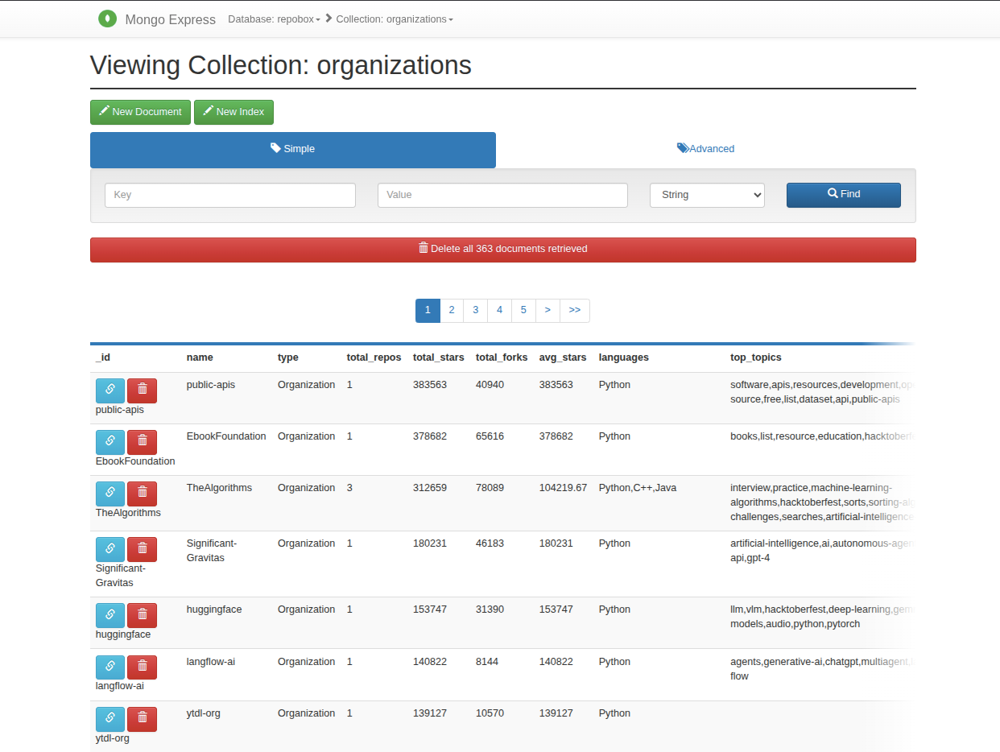 Mongo Express Database: repobox Collection: organizations
Viewing Collection: organizations
New Document New Index
Simple Advanced
Key Value String Find
Delete all 363 documents retrieved
1 2 3 4 5 > >>
_id name type total_repos total_stars total_forks avg_stars languages top_topics
public-apis Organization 1 383563 40940 383563 Python software,apis,resources,development,op
source,free,list,dataset,api,public-apis
public-apis
EbookFoundation Organization 1 378682 65616 378682 Python books,list,resource,education,hacktoberfe
EbookFoundation
TheAlgorithms Organization 3 312659 78089 104219.67 Python,C++,Java interview,practice,machine-learning-
algorithms,hacktoberfest,sorts,sorting-alg
TheAlgorithms challenges,searches,artificial-intelligence
Significant- Organization 1 180231 46183 180231 Python artificial-intelligence,ai,autonomous-agen
Gravitas api,gpt-4
Significant-
Gravitas
huggingface Organization 1 153747 31390 153747 Python llm,vlm,hacktoberfest,deep-learning,gem
models,audio,python,pytorch
huggingface
langflow-ai Organization 1 140822 8144 140822 Python agents,generative-ai,chatgpt,multiagent,
flow
langflow-ai
ytdl-org Organization 1 139127 10570 139127 Python
ytdl-org